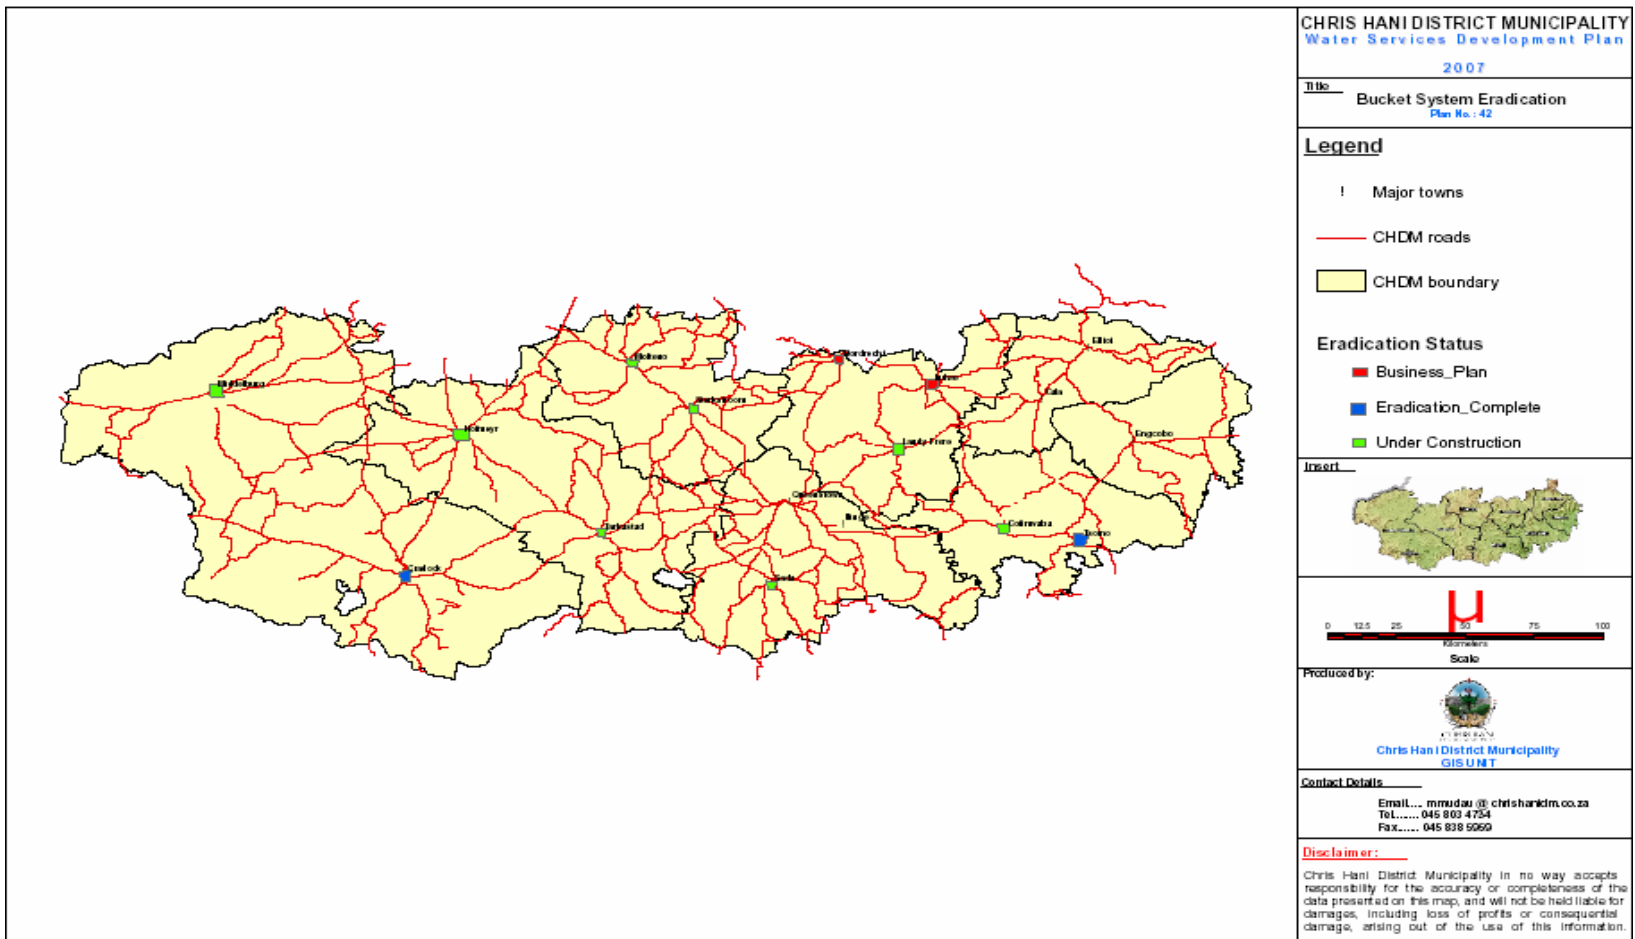 CHRIS HANI DISTRICT MUNICIPALITY
Water Services Development Plan
2007
Title
Bucket System Eradication
Plan No.: 42
Legend
! Major towns
CHDM roads
CHDM boundary
Eradication Status
Business_Plan
Eradication_Complete
Under Construction
Insert
0 12.5 25 50 75 100
Kilometers
Scale
Produced by:
CHRIS HANI
Chris Hani District Municipality
GIS UNIT
Contact Details
Email.... mmudau @ chrishanidm.co.za
Tel....... 045 803 4734
Fax...... 045 838 5969
Disclaimer:
Chris Hani District Municipality in no way accepts
responsibility for the accuracy or completeness of the
data presented on this map, and will not be held liable for
damages, including loss of profits or consequential
damage, arising out of the use of this information.
Elliot
Molteno
Middelburg
Cala
Hofmeyr
Sterkstroom
Engcobo
Lady Frere
Queenstown
Tarkastad
Cofimvaba
Tsomo
Cradock